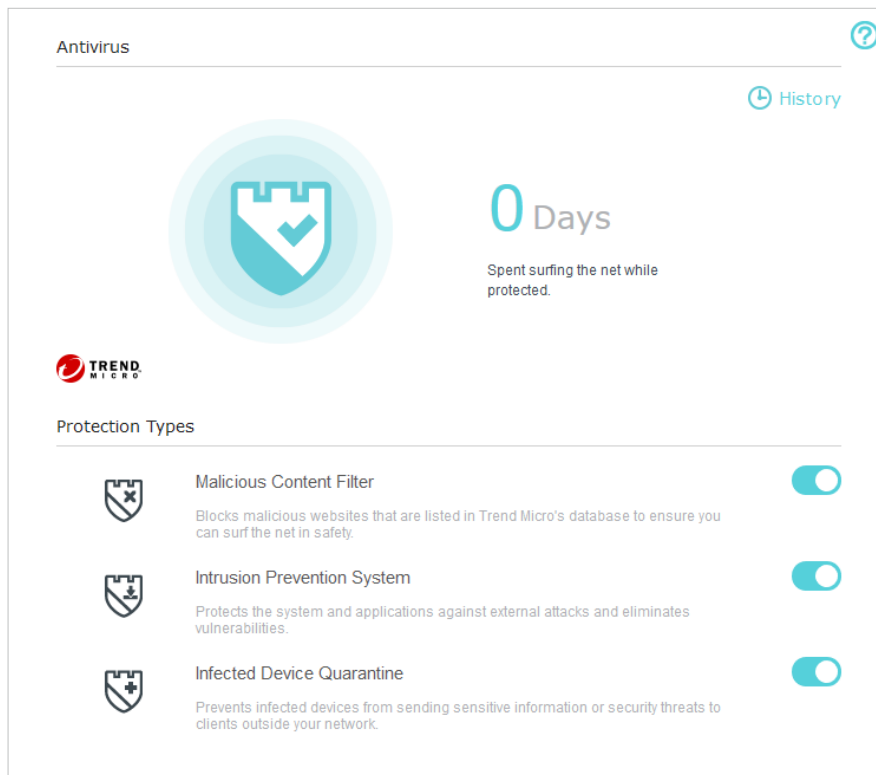 Antivirus
?
History
0 Days
Spent surfing the net while
protected.
TREND
MICRO
Protection Types
Malicious Content Filter
Blocks malicious websites that are listed in Trend Micro's database to ensure you
can surf the net in safety.
Intrusion Prevention System
Protects the system and applications against external attacks and eliminates
vulnerabilities.
Infected Device Quarantine
Prevents infected devices from sending sensitive information or security threats to
clients outside your network.